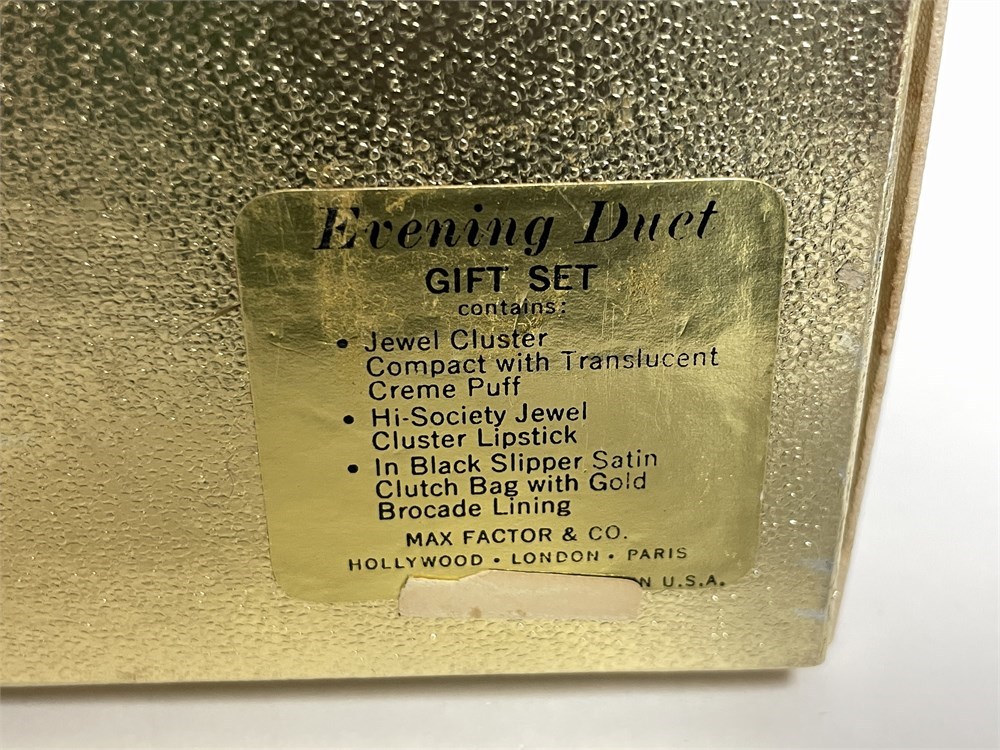 Evening Duet
GIFT SET
contains:
• Jewel Cluster
Compact with Translucent
Creme Puff
• Hi-Society Jewel
Cluster Lipstick
• In Black Slipper Satin
Clutch Bag with Gold
Brocade Lining
MAX FACTOR & CO.
HOLLYWOOD • LONDON • PARIS
N U.S.A.